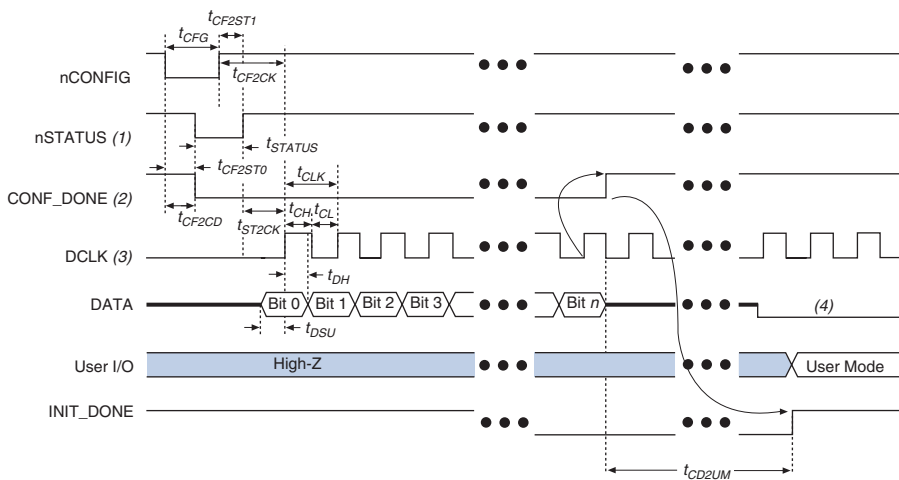 tCF2ST1
tCFG
tCF2CK
nCONFIG
nSTATUS (1)
tSTATUS
tCF2ST0
tCLK
CONF_DONE (2)
tCF2CD
tST2CK
tCH
tCL
DCLK (3)
tDH
DATA
Bit 0
Bit 1
Bit 2
Bit 3
Bit n
(4)
tDSU
User I/O
High-Z
User Mode
INIT_DONE
tCD2UM